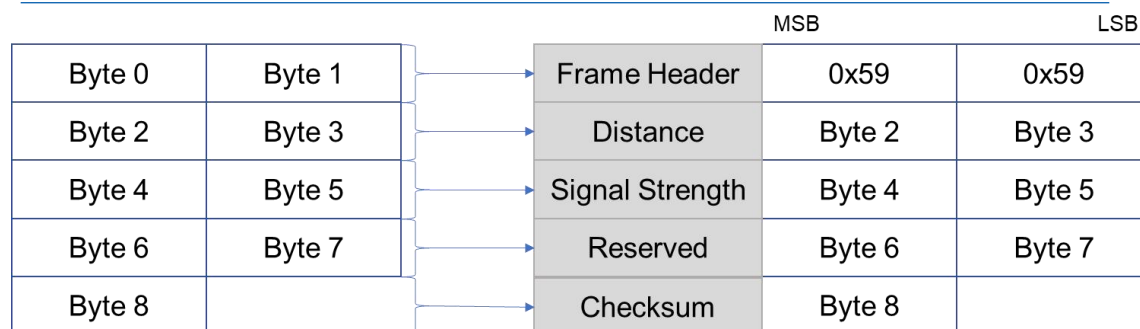 MSB LSB
Byte 0 Byte 1 Frame Header 0x59 0x59
Byte 2 Byte 3 Distance Byte 2 Byte 3
Byte 4 Byte 5 Signal Strength Byte 4 Byte 5
Byte 6 Byte 7 Reserved Byte 6 Byte 7
Byte 8 Checksum Byte 8